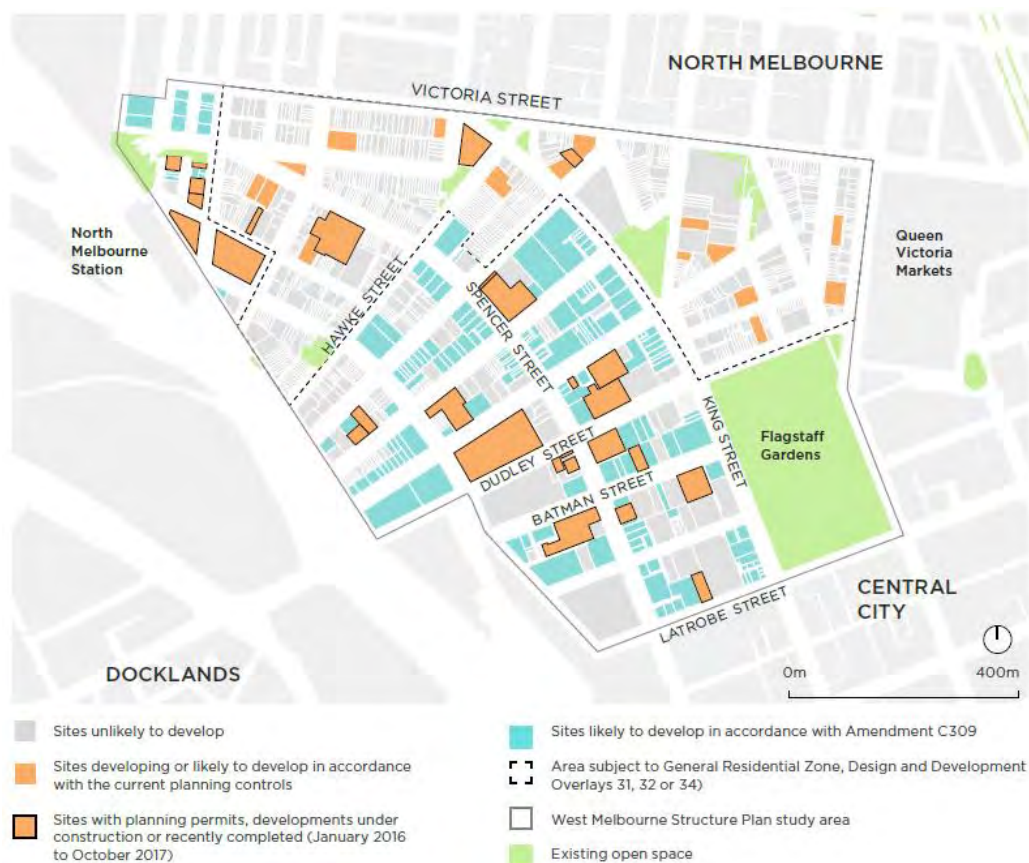 NORTH MELBOURNE
VICTORIA STREET
North
Melbourne
Station
Queen
Victoria
Markets
HAWKE STREET
SPENCER STREET
KING STREET
Flagstaff
Gardens
DUDLEY STREET
BATMAN STREET
LATROBE STREET
CENTRAL
CITY
DOCKLANDS
0m 400m
Sites unlikely to develop
Sites developing or likely to develop in accordance
with the current planning controls
Sites with planning permits, developments under
construction or recently completed (January 2016
to October 2017)
Sites likely to develop in accordance with Amendment C309
Area subject to General Residential Zone, Design and Development
Overlays 31, 32 or 34)
West Melbourne Structure Plan study area
Existing open space